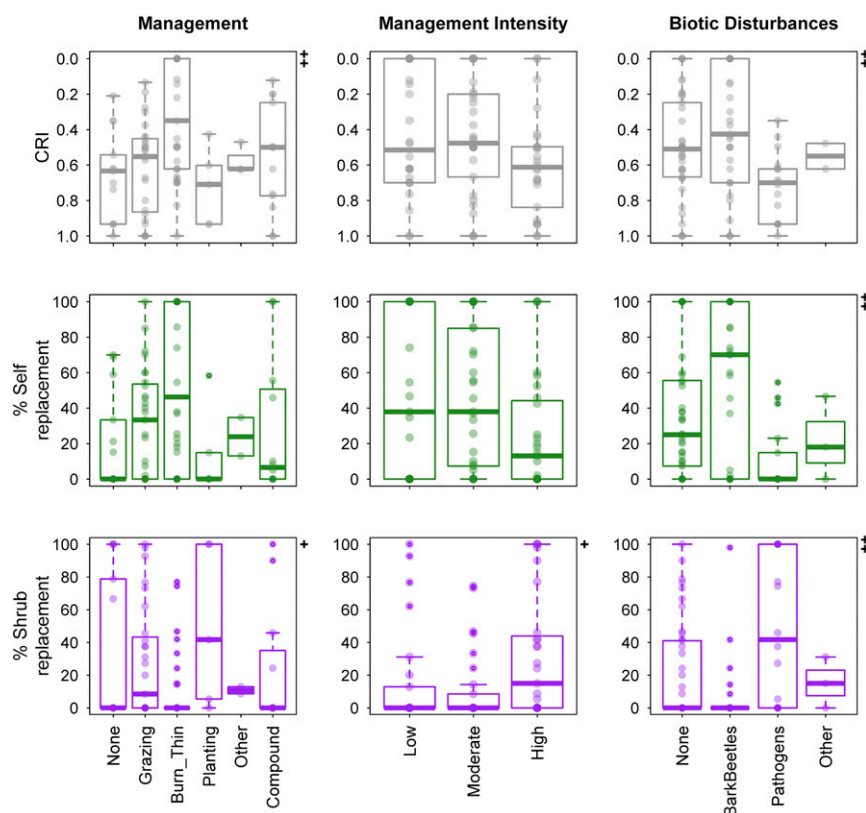 Management
Management Intensity
Biotic Disturbances
CRI
0.0
0.2
0.4
0.6
0.8
1.0
0.0
0.2
0.4
0.6
0.8
1.0
0.0
0.2
0.4
0.6
0.8
1.0
‡
‡
% Self
replacement
100
80
60
40
20
0
100
80
60
40
20
0
100
80
60
40
20
0
‡
% Shrub
replacement
100
80
60
40
20
0
100
80
60
40
20
0
100
80
60
40
20
0
+
+
‡
None
Grazing
Burn_Thin
Planting
Other
Compound
Low
Moderate
High
None
BarkBeetles
Pathogens
Other